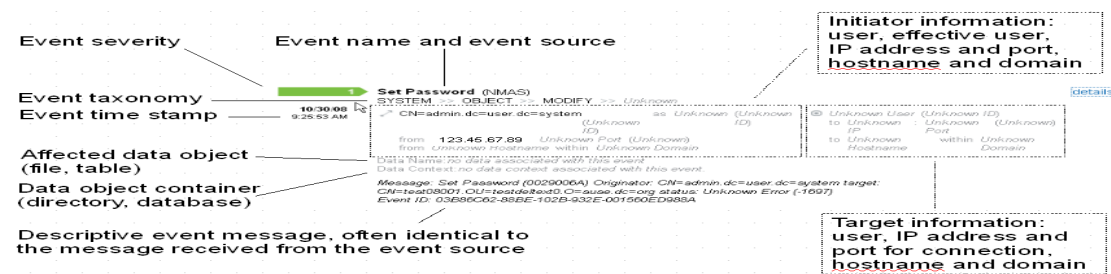 Initiator information:
user, effective user,
IP address and port,
hostname and domain
Event severity
Event name and event source
1
Set Password (NMAS)
details
Event taxonomy
SYSTEM >> OBJECT >> MODIFY >> Unknown
Event time stamp
10/30/08
9:25:53 AM
CN=admin.dc=user.dc=system as Unknown (Unknown
(Unknown ID)
ID)
from 123.45.67.89 Unknown Port (Unknown)
from Unknown Hostname within Unknown Domain
Unknown User (Unknown ID)
to Unknown : Unknown (Unknown)
IP Port
to Unknown within Unknown
Hostname Domain
Affected data object
(file, table)
Data Name: no data associated with this event
Data Context: no data context associated with this event
Data object container
(directory, database)
Message: Set Password (0029006A) Originator: CN=admin.dc=user.dc=system target:
CN=test08001.OU=testdeltext0.O=suse.dc=org status: Unknown Error (-1697)
Event ID: 03B86C62-88BE-102B-932E-001560ED988A
Descriptive event message, often identical to
the message received from the event source
Target information:
user, IP address and
port for connection,
hostname and domain